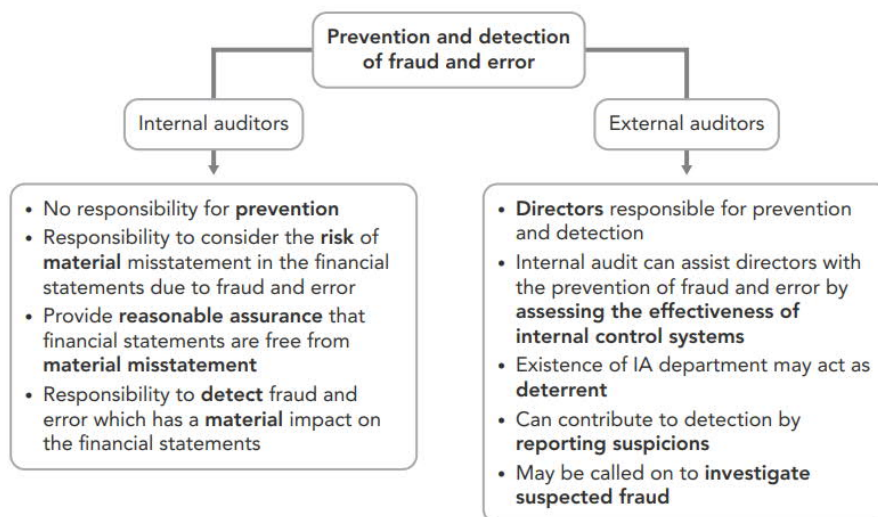 Prevention and detection
of fraud and error
Internal auditors
External auditors
• No responsibility for prevention
• Responsibility to consider the risk of
material misstatement in the financial
statements due to fraud and error
• Provide reasonable assurance that
financial statements are free from
material misstatement
• Responsibility to detect fraud and
error which has a material impact on
the financial statements
• Directors responsible for prevention
and detection
• Internal audit can assist directors with
the prevention of fraud and error by
assessing the effectiveness of
internal control systems
• Existence of IA department may act as
deterrent
• Can contribute to detection by
reporting suspicions
• May be called on to investigate
suspected fraud